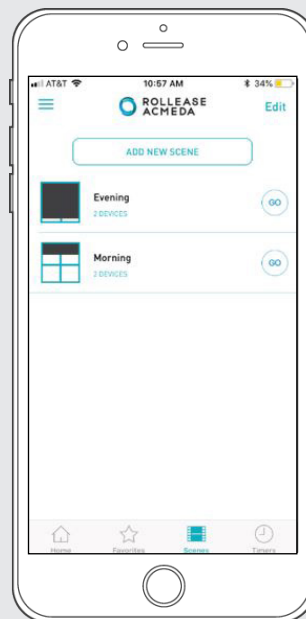 AT&T 10:57 AM 34%
ROLLEASE
ACMEDA
Edit
ADD NEW SCENE
Evening
2 DEVICES
GO
Morning
2 DEVICES
GO
Home Favorites Scenes Timers